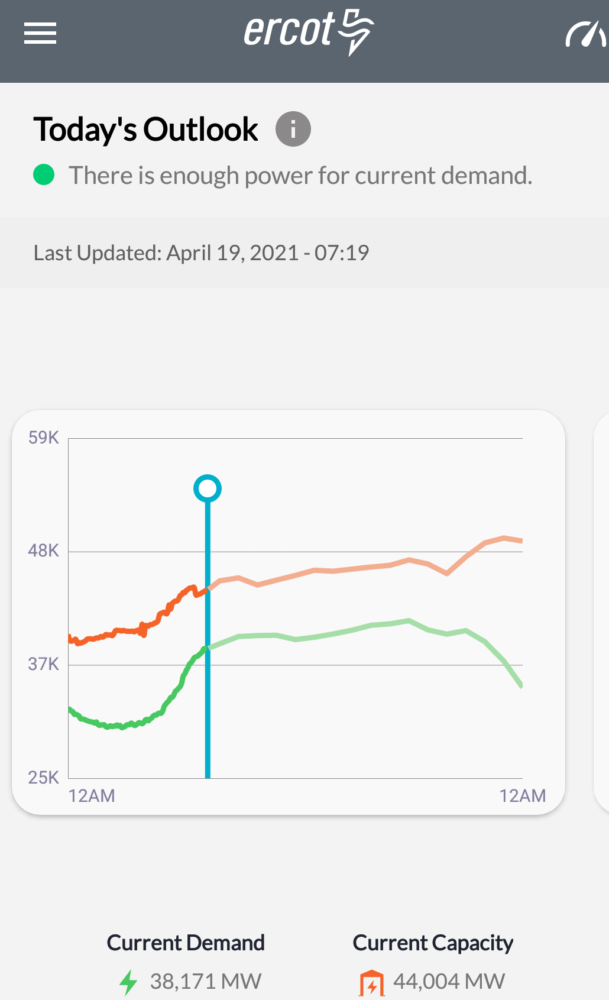 ercot
Today's Outlook
There is enough power for current demand.
Last Updated: April 19, 2021 - 07:19
59K
48K
37K
25K
12AM 12AM
Current Demand Current Capacity
38,171 MW 44,004 MW